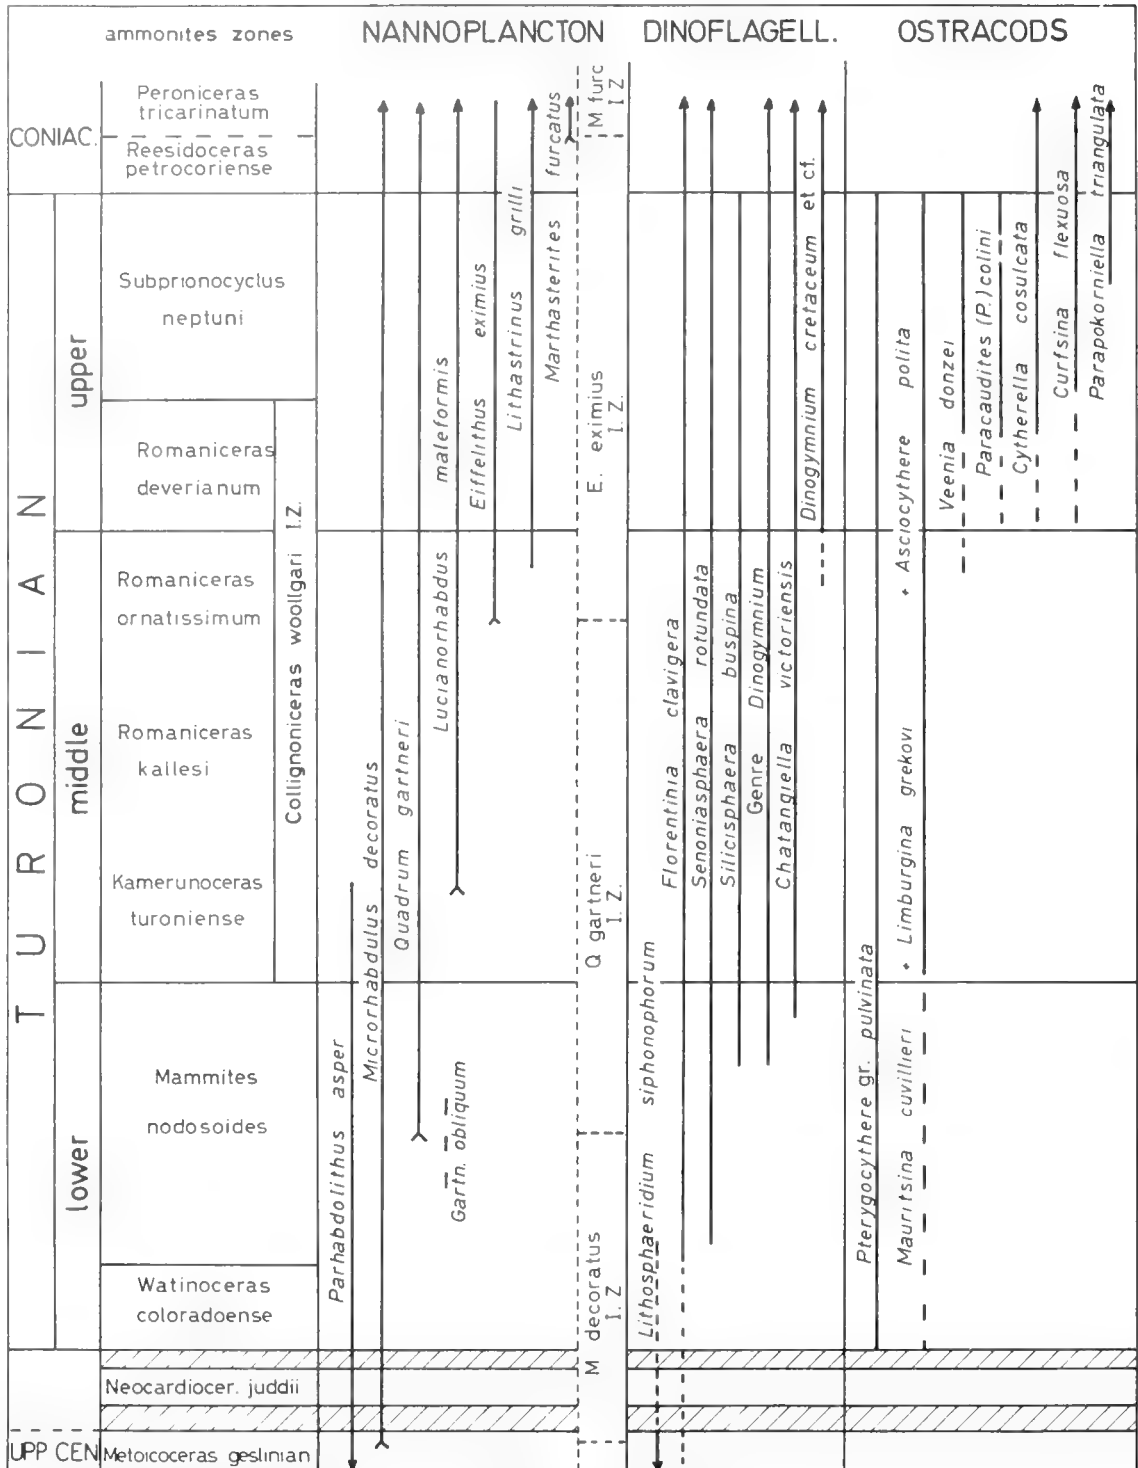 ammonites zones
NANNOPLANCTON
DINOFLAGELL.
OSTRACODS
CONIAC.
Peroniceras
tricarinatum
Reesidoceras
petrocoriense
TURONIAN
upper
Subprionocyclus
neptuni
Romaniceras
deverianum
middle
Romaniceras
ornatissimum
Romaniceras
kallesi
Kamerunoceras
turoniense
Collignoniceras woollgari I.Z.
lower
Mammites
nodosoides
Watinoceras
coloradoense
Neocardiocer. juddii
UPP CEN
Metoicoceras geslinian
Parhabdolithus asper
Microrhabdulus decoratus
Quadrum gartneri
Gartn. obliquum
Lucianorhabdus maleformis
Eiffelithus eximius
Lithastrinus grilli
Marthasterites furcatus
M furc
I Z
E. eximius
I.Z.
Q gartneri
I.Z.
M decoratus
I.Z
Lithosphaeridium siphonophorum
Florentinia clavigera
Senoniasphaera rotundata
Silicisphaera buspina
Genre Dinogymnium
Chatangiella victoriensis
Dinogymnium cretaceum et cf.
Pterygocythere gr. pulvinata
Mauritsina cuvillieri + Limburgina grekovi + Asciocythere polita
Veenia donzei
Paracaudites (P.) colini
Cytherella cosulcata
Curfsina flexuosa
Parapokorniella triangulata